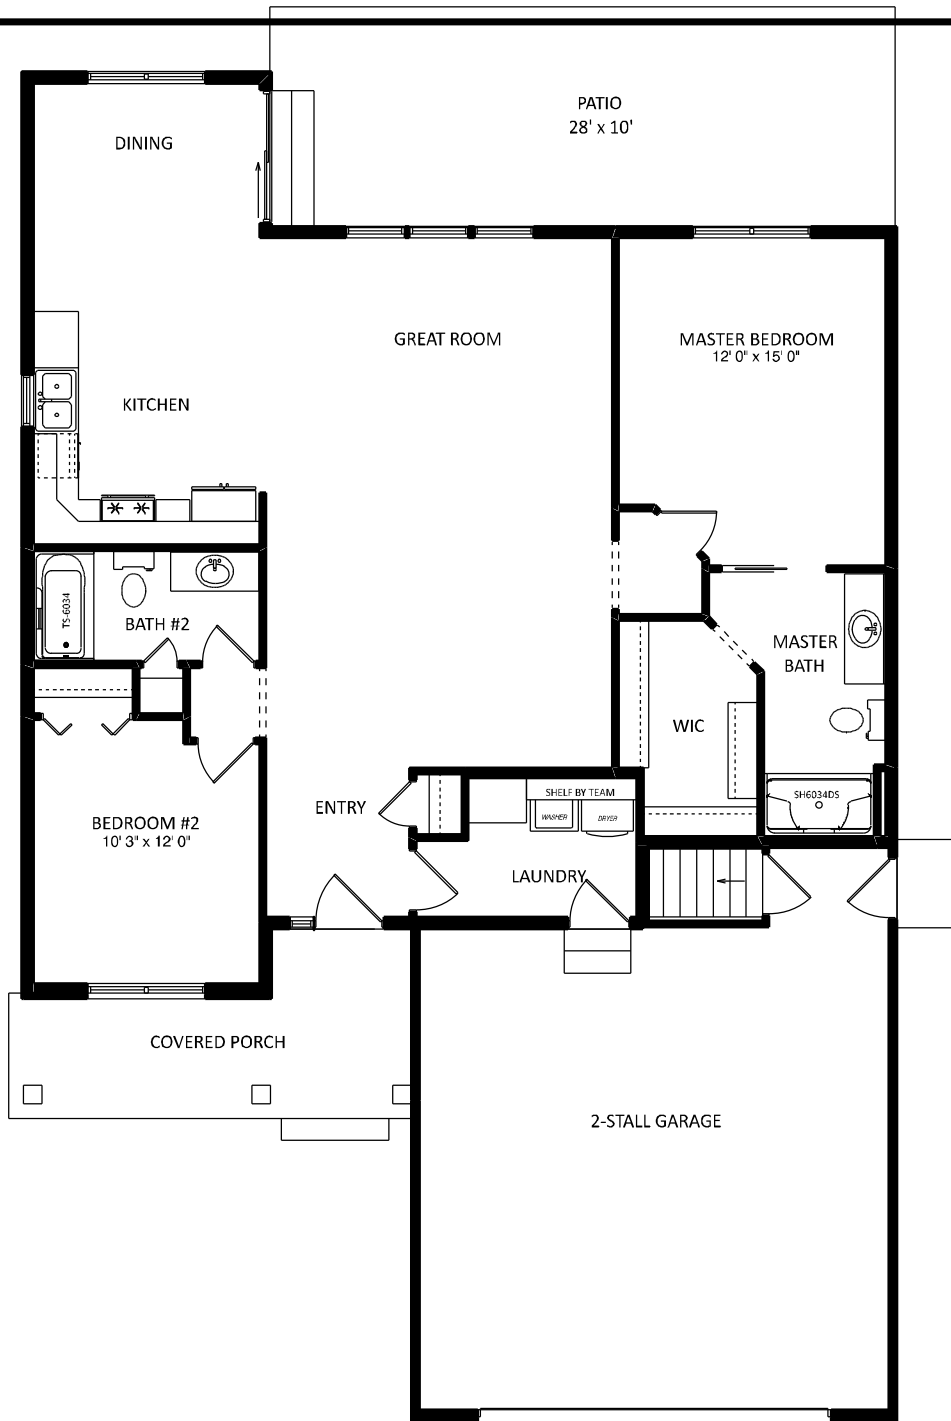 PATIO
28' x 10'
DINING
GREAT ROOM
MASTER BEDROOM
12' 0" x 15' 0"
KITCHEN
TS-6034
BATH #2
MASTER
BATH
WIC
SHELF BY TEAM
WASHER
DRYER
SH6034DS
ENTRY
BEDROOM #2
10' 3" x 12' 0"
LAUNDRY
COVERED PORCH
2-STALL GARAGE